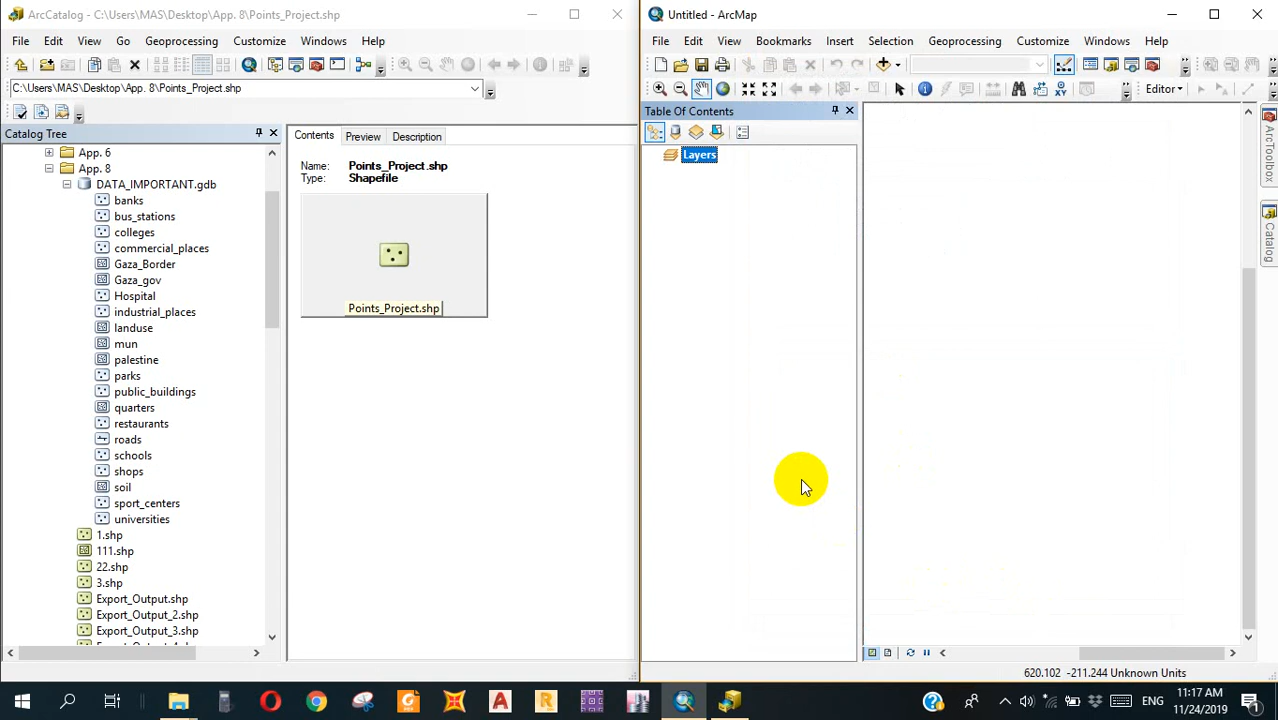 ArcCatalog - C:\Users\MAS\Desktop\App. 8\Points_Project.shp
File Edit View Go Geoprocessing Customize Windows Help
C:\Users\MAS\Desktop\App. 8\Points_Project.shp
Catalog Tree
App. 6
App. 8
DATA_IMPORTANT.gdb
banks
bus_stations
colleges
commercial_places
Gaza_Border
Gaza_gov
Hospital
industrial_places
landuse
mun
palestine
parks
public_buildings
quarters
restaurants
roads
schools
shops
soil
sport_centers
universities
1.shp
111.shp
22.shp
3.shp
Export_Output.shp
Export_Output_2.shp
Export_Output_3.shp
Contents Preview Description
Name: Points_Project.shp
Type: Shapefile
Points_Project.shp
Untitled - ArcMap
File Edit View Bookmarks Insert Selection Geoprocessing Customize Windows Help
Editor
Table Of Contents
Layers
ArcToolbox
Catalog
620.102 -211.244 Unknown Units
ENG
11:17 AM
11/24/2019